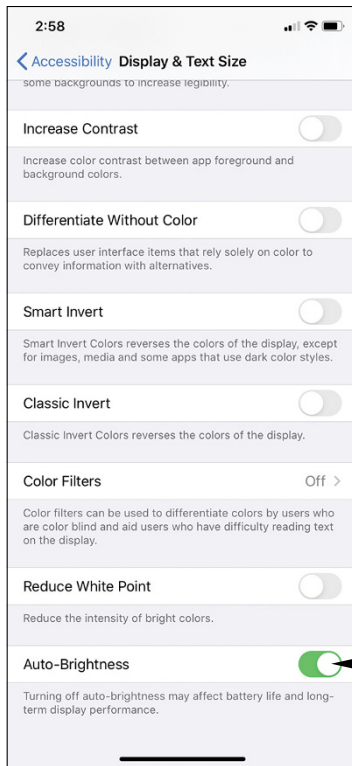 2:58
Accessibility Display & Text Size
some backgrounds to increase legibility.
Increase Contrast
Increase color contrast between app foreground and
background colors.
Differentiate Without Color
Replaces user interface items that rely solely on color to
convey information with alternatives.
Smart Invert
Smart Invert Colors reverses the colors of the display, except
for images, media and some apps that use dark color styles.
Classic Invert
Classic Invert Colors reverses the colors of the display.
Color Filters Off
Color filters can be used to differentiate colors by users who
are color blind and aid users who have difficulty reading text
on the display.
Reduce White Point
Reduce the intensity of bright colors.
Auto-Brightness
Turning off auto-brightness may affect battery life and long-
term display performance.